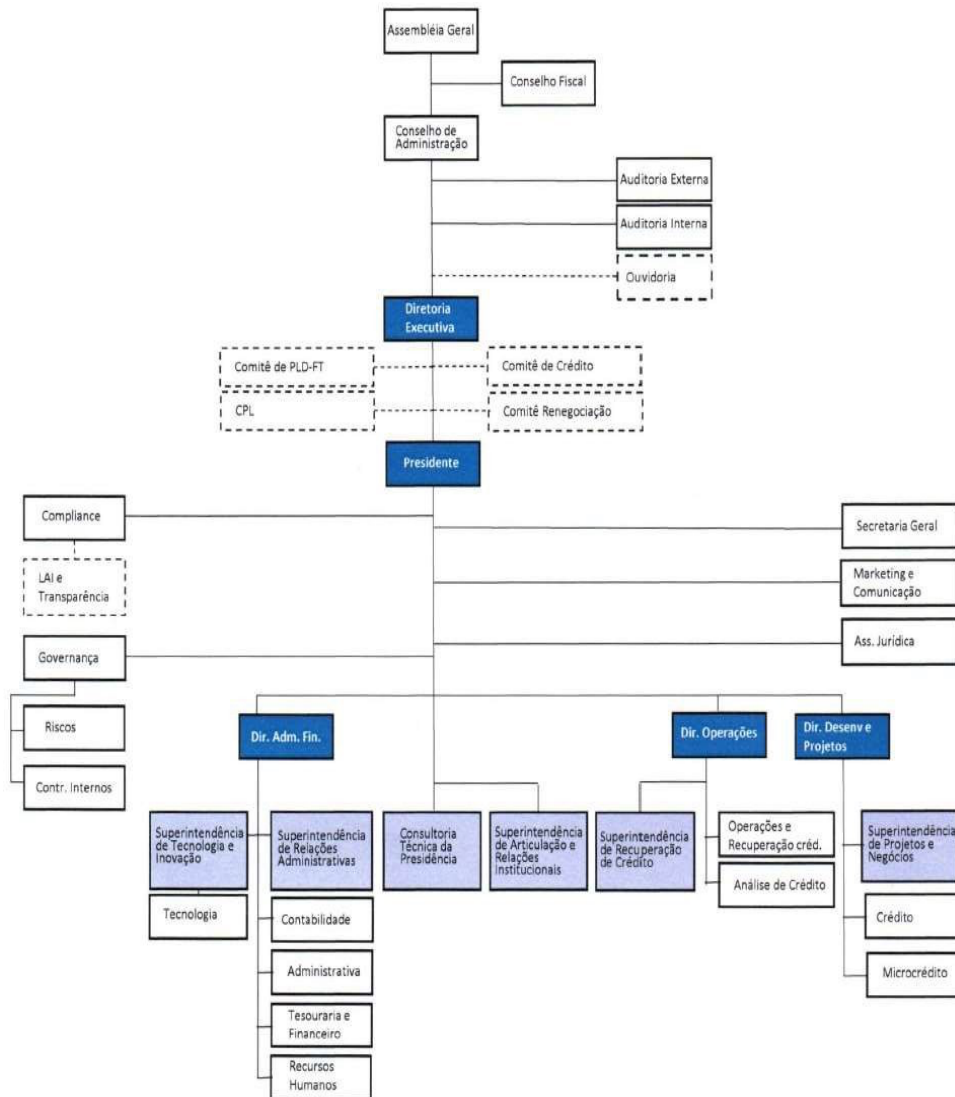 Assembléia Geral
Conselho Fiscal
Conselho de
Administração
Auditoria Externa
Auditoria Interna
Ouvidoria
Diretoria
Executiva
Comitê de PLD-FT
Comitê de Crédito
CPL
Comitê Renegociação
Presidente
Compliance
Secretaria Geral
LAI e
Transparência
Marketing e
Comunicação
Governança
Ass. Jurídica
Riscos
Contr. Internos
Dir. Adm. Fin.
Dir. Operações
Dir. Desenv e
Projetos
Superintendência
de Tecnologia e
Inovação
Superintendência
de Relações
Administrativas
Consultoria
Técnica da
Presidência
Superintendência
de Articulação e
Relações
Institucionais
Superintendência
de Recuperação
de Crédito
Operações e
Recuperação créd.
Superintendência
de Projetos e
Negócios
Análise de Crédito
Tecnologia
Contabilidade
Crédito
Administrativa
Microcrédito
Tesouraria e
Financeiro
Recursos
Humanos